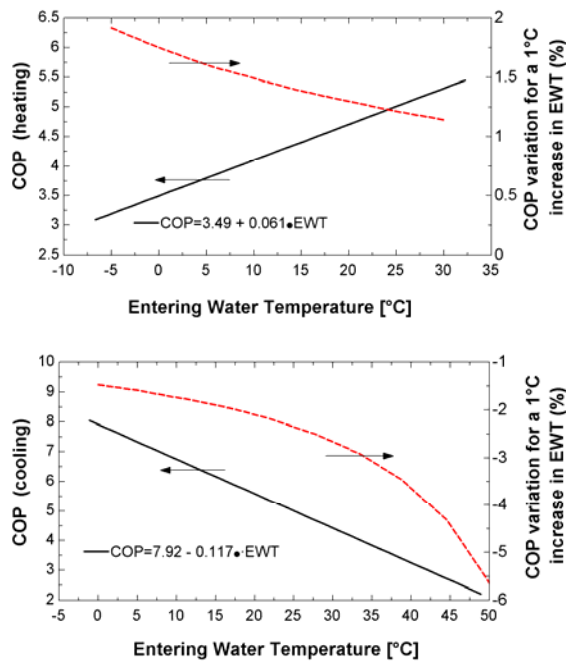 COP (heating)
6.5
6
5.5
5
4.5
4
3.5
3
2.5
2
1.5
1
0.5
0
COP variation for a 1°C
increase in EWT (%)
COP=3.49 + 0.061•EWT
-10 -5 0 5 10 15 20 25 30 35
Entering Water Temperature [°C]
COP (cooling)
10
9
8
7
6
5
4
3
2
-1
-2
-3
-4
-5
-6
COP variation for a 1°C
increase in EWT (%)
COP=7.92 - 0.117•·EWT
-5 0 5 10 15 20 25 30 35 40 45 50
Entering Water Temperature [°C]